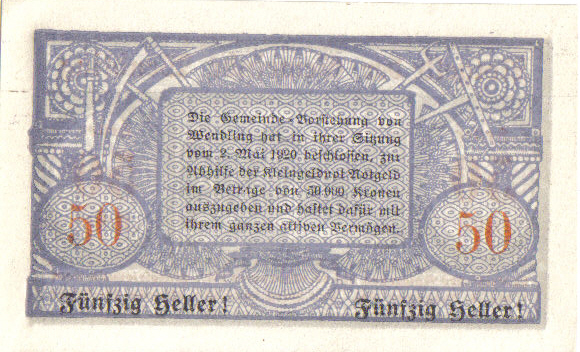 Die Gemeinde-Vorstehung von
Wendling hat in ihrer Sitzung
vom 2. Mai 1920 beschlossen, zur
Abhilfe der Kleingeldnot Notgeld
im Betrage von 50.000 Kronen
auszugeben und haftet dafür mit
ihrem ganzen aktiven Vermögen.
50
50
Fünfzig Heller!
Fünfzig Heller!